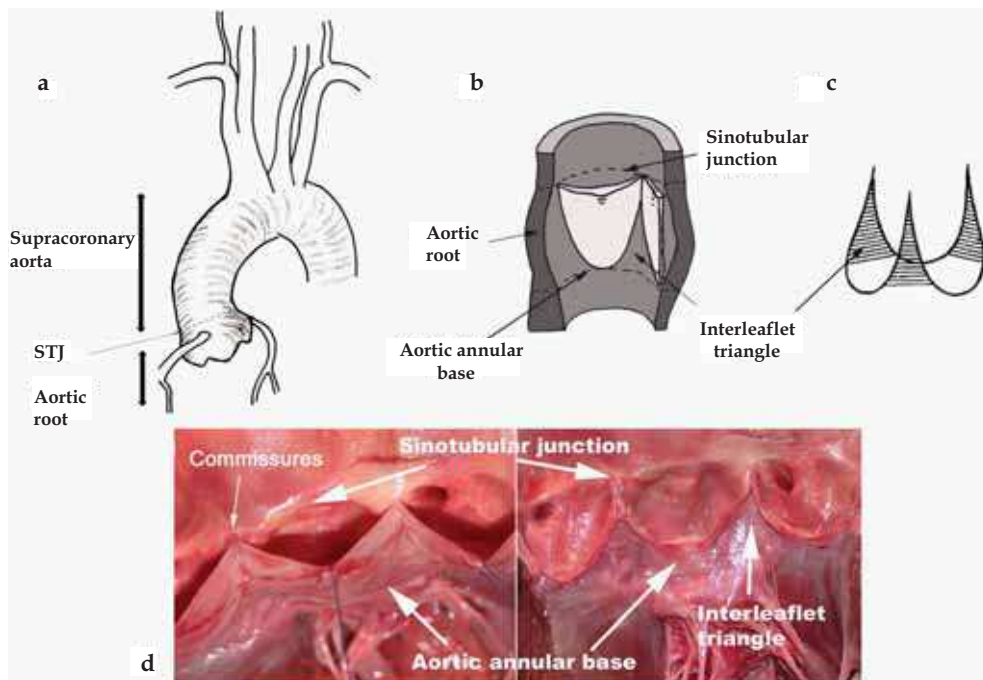 a
b
c
Sinotubular
junction
Supracoronary
aorta
Aortic
root
Interleaflet
triangle
Aortic annular
base
STJ
Aortic
root
Sinotubular junction
Commissures
Interleaflet
triangle
Aortic annular base
d